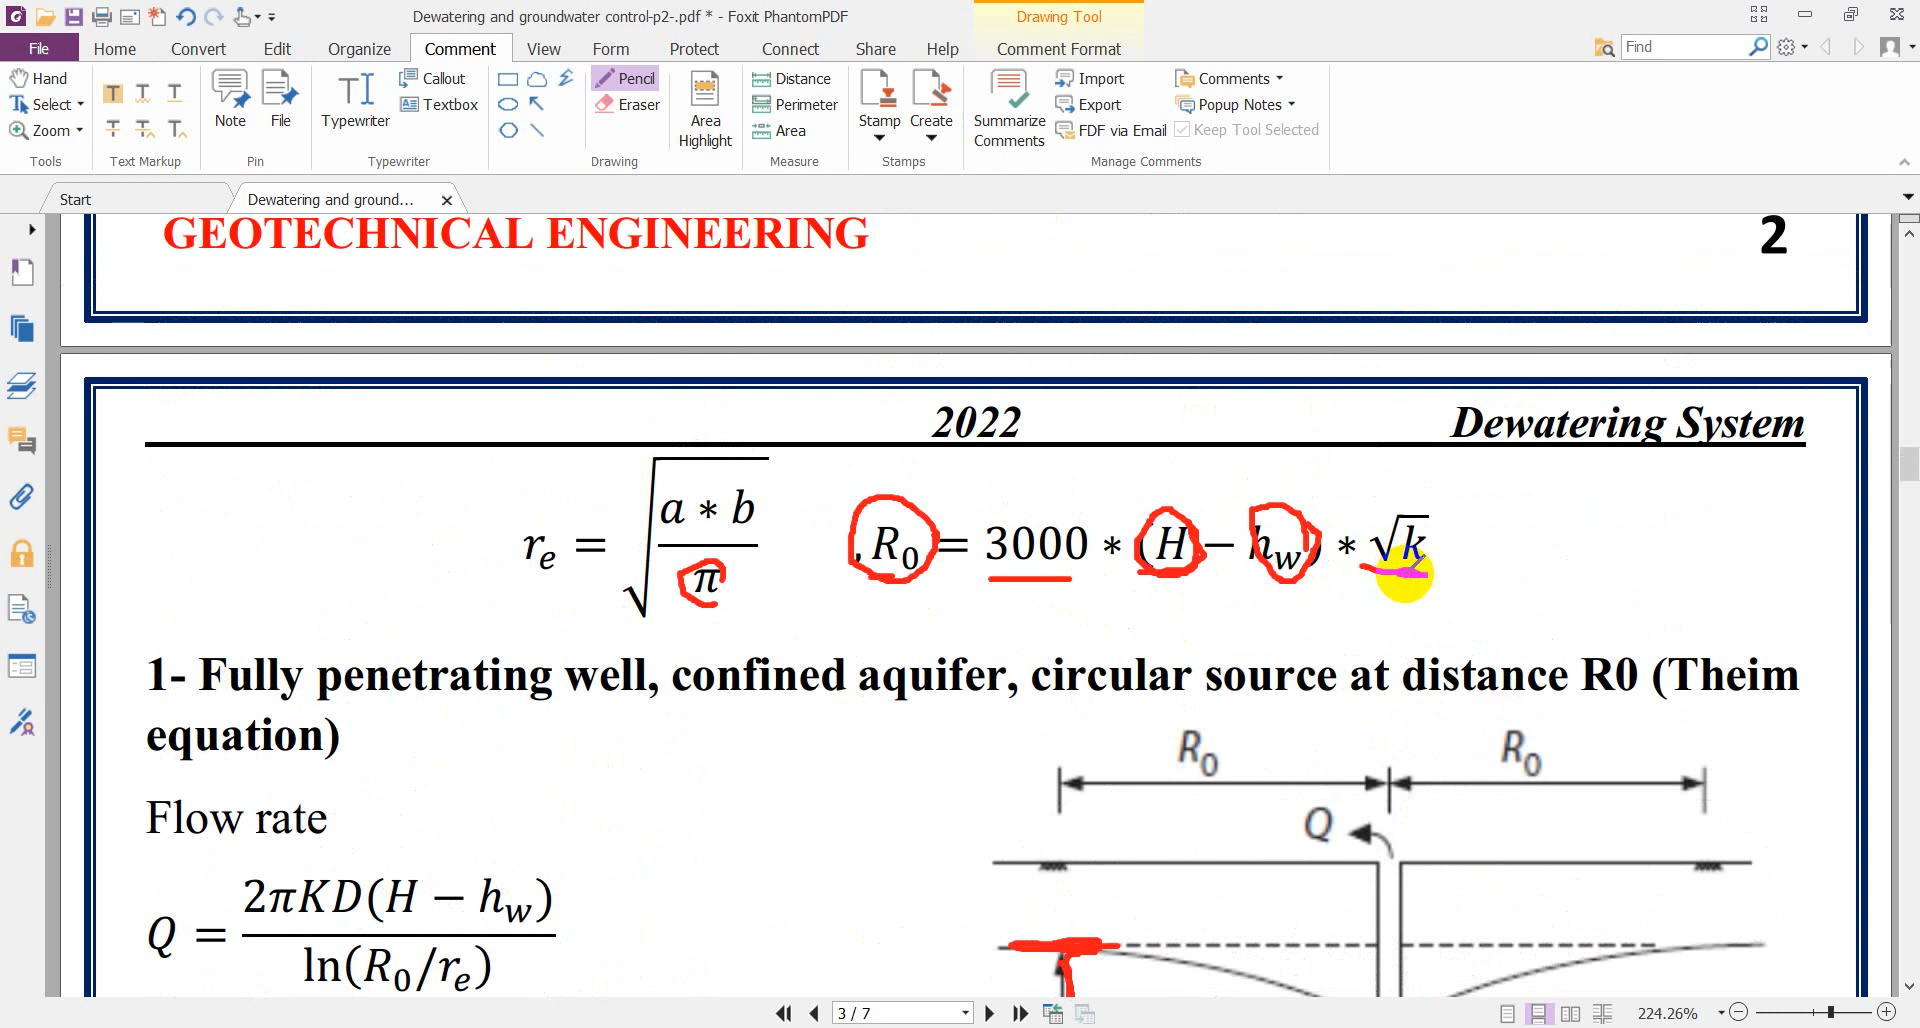 Dewatering and groundwater control-p2-.pdf * - Foxit PhantomPDF
Drawing Tool
File Home Convert Edit Organize Comment View Form Protect Connect Share Help Comment Format
Find
Hand
Select
Zoom
Tools
Text Markup
Note
File
Pin
Typewriter
Callout
Textbox
Typewriter
Pencil
Eraser
Drawing
Area Highlight
Distance
Perimeter
Area
Measure
Stamp
Create
Stamps
Summarize Comments
Import
Export
FDF via Email
Comments
Popup Notes
Keep Tool Selected
Manage Comments
Start
Dewatering and ground...
GEOTECHNICAL ENGINEERING 2
2022 Dewatering System
r_e = √(a * b / π) , R_0 = 3000 * (H − h_w) * √k
1- Fully penetrating well, confined aquifer, circular source at distance R0 (Theim
equation)
R_0 R_0
Flow rate
Q
Q = 2πKD(H − h_w) / ln(R_0/r_e)
3 / 7
224.26%